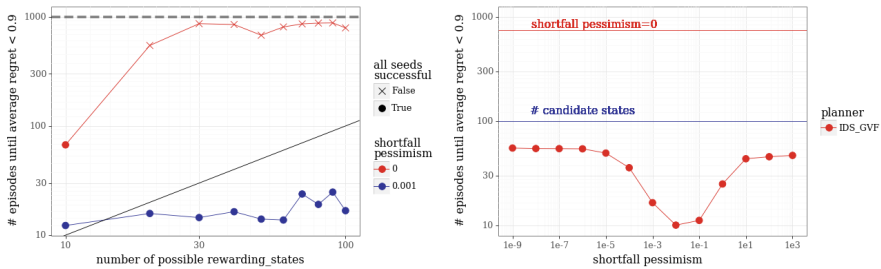 # episodes until average regret < 0.9
1000
300
100
30
10
10
30
100
number of possible rewarding_states
all seeds
successful
False
True
shortfall
pessimism
0
0.001
# episodes until average regret < 0.9
1000
300
100
30
10
shortfall pessimism=0
# candidate states
1e-9
1e-7
1e-5
1e-3
1e-1
1e1
1e3
shortfall pessimism
planner
IDS_GVF